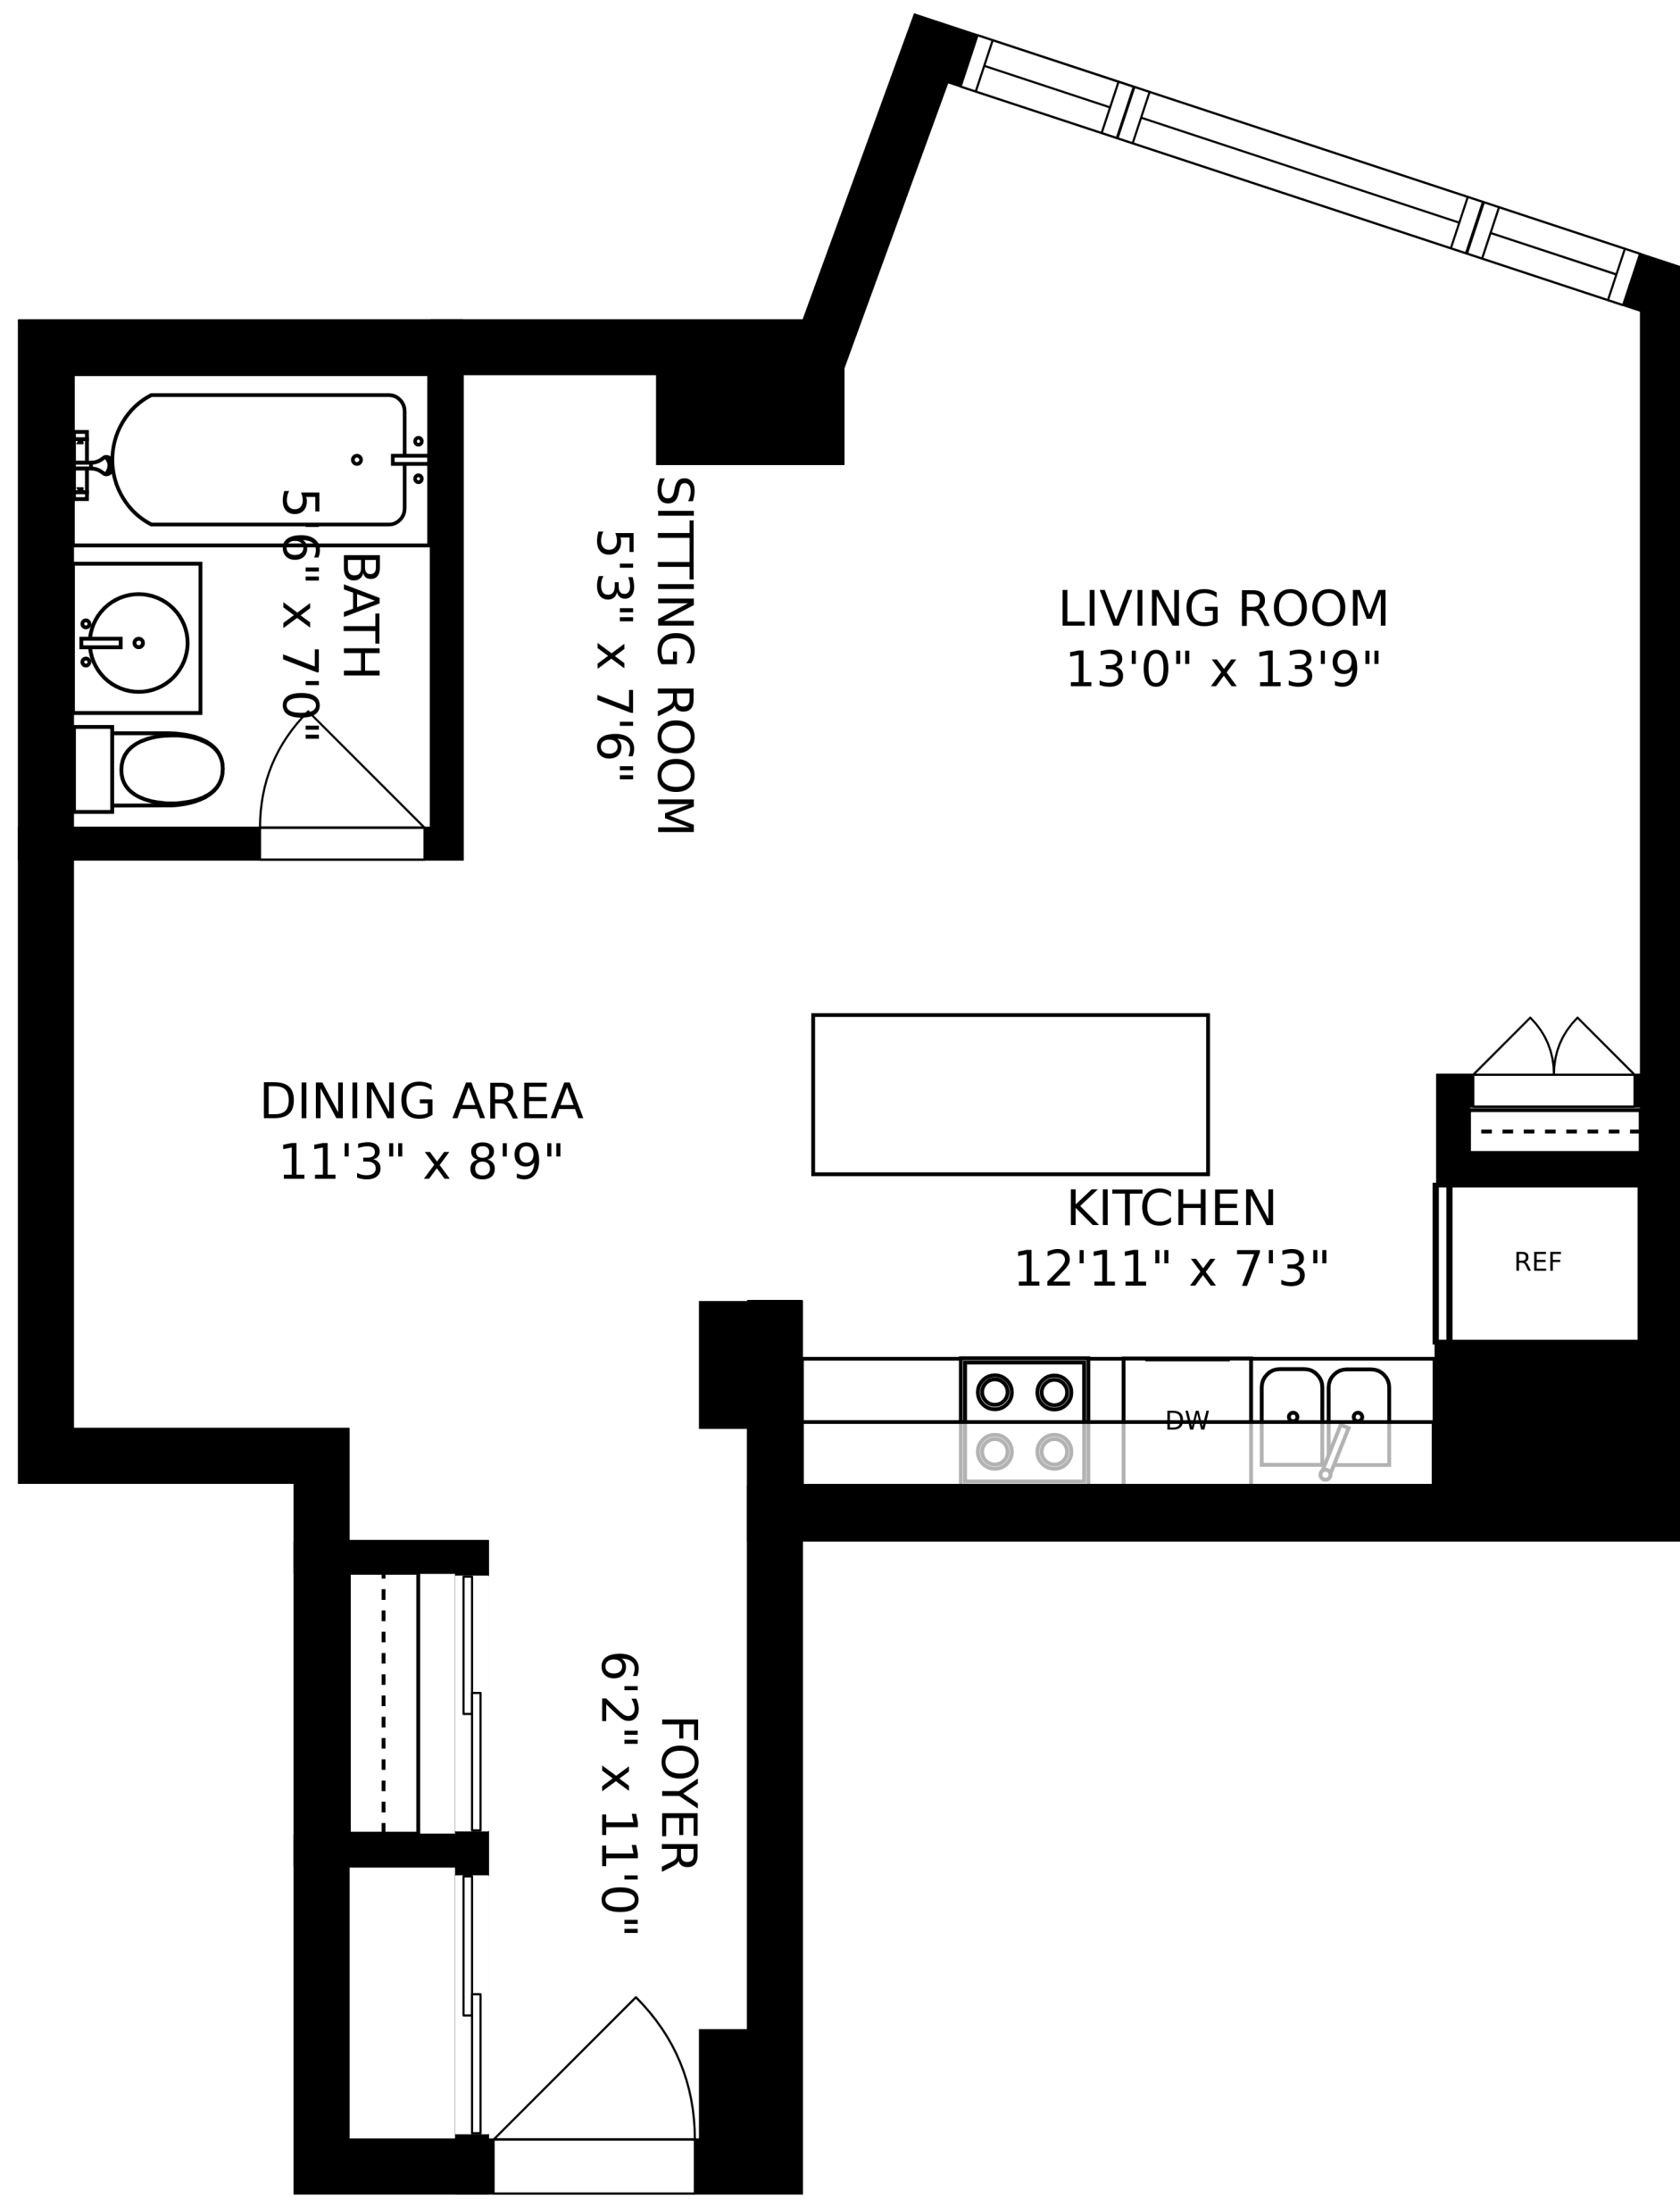 BATH
5'6" x 7'0"
SITTING ROOM
5'3" x 7'6"
LIVING ROOM
13'0" x 13'9"
DINING AREA
11'3" x 8'9"
KITCHEN
12'11" x 7'3"
REF
DW
FOYER
6'2" x 11'0"